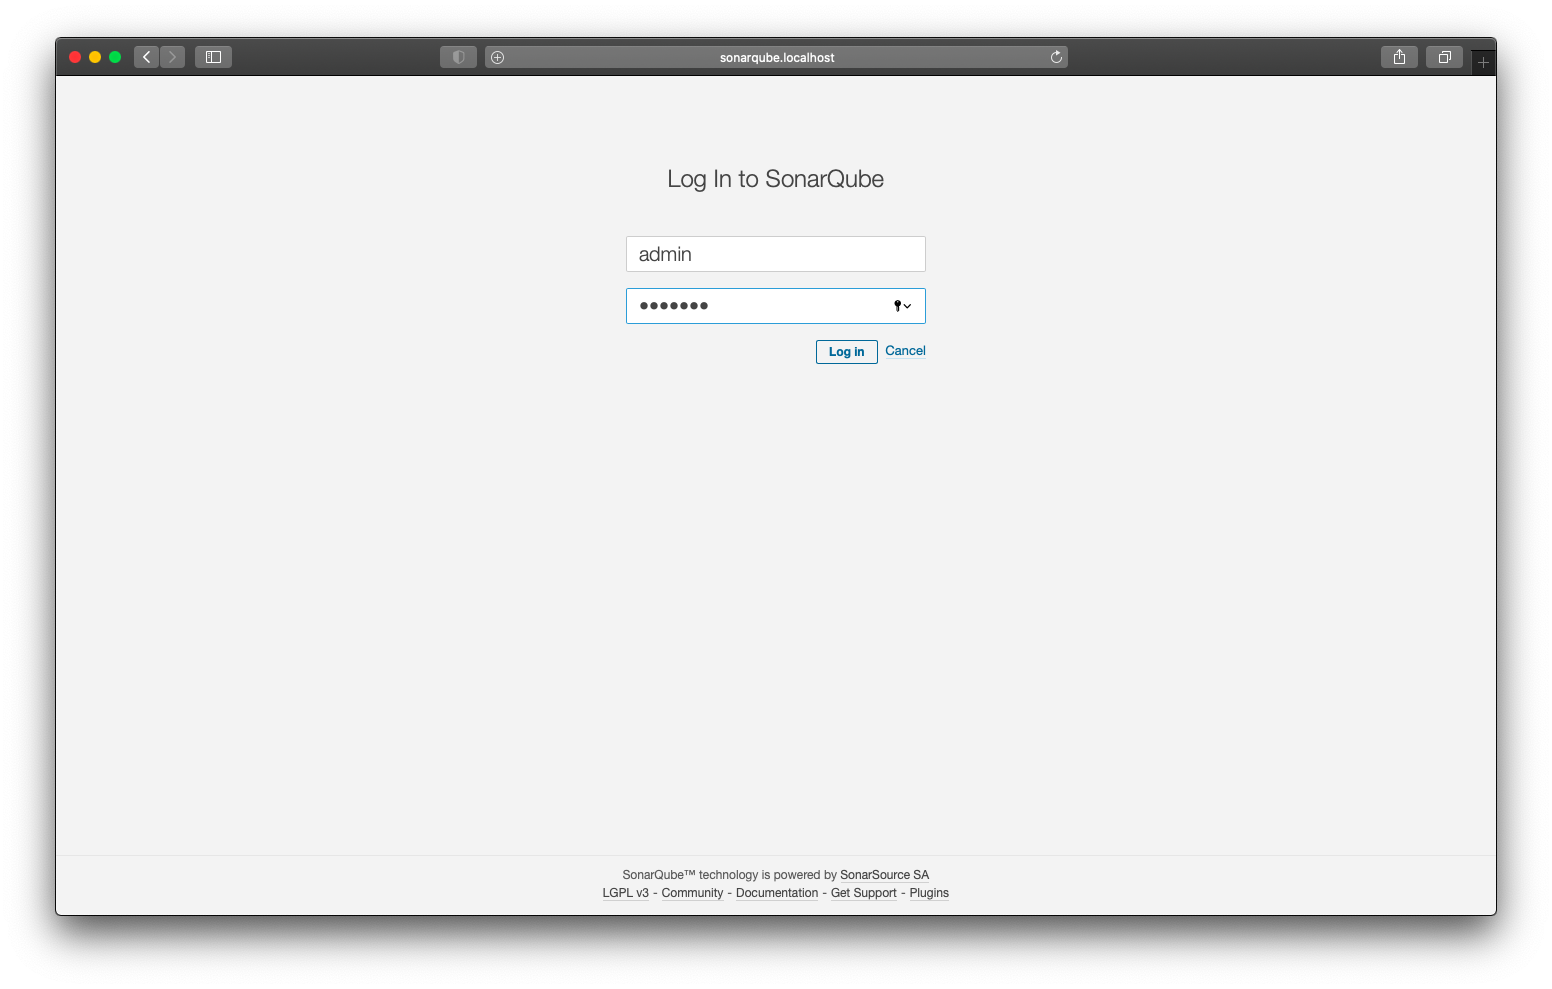 sonarqube.localhost
Log In to SonarQube
admin
●●●●●●●
Log in Cancel
SonarQube™ technology is powered by SonarSource SA
LGPL v3 - Community - Documentation - Get Support - Plugins